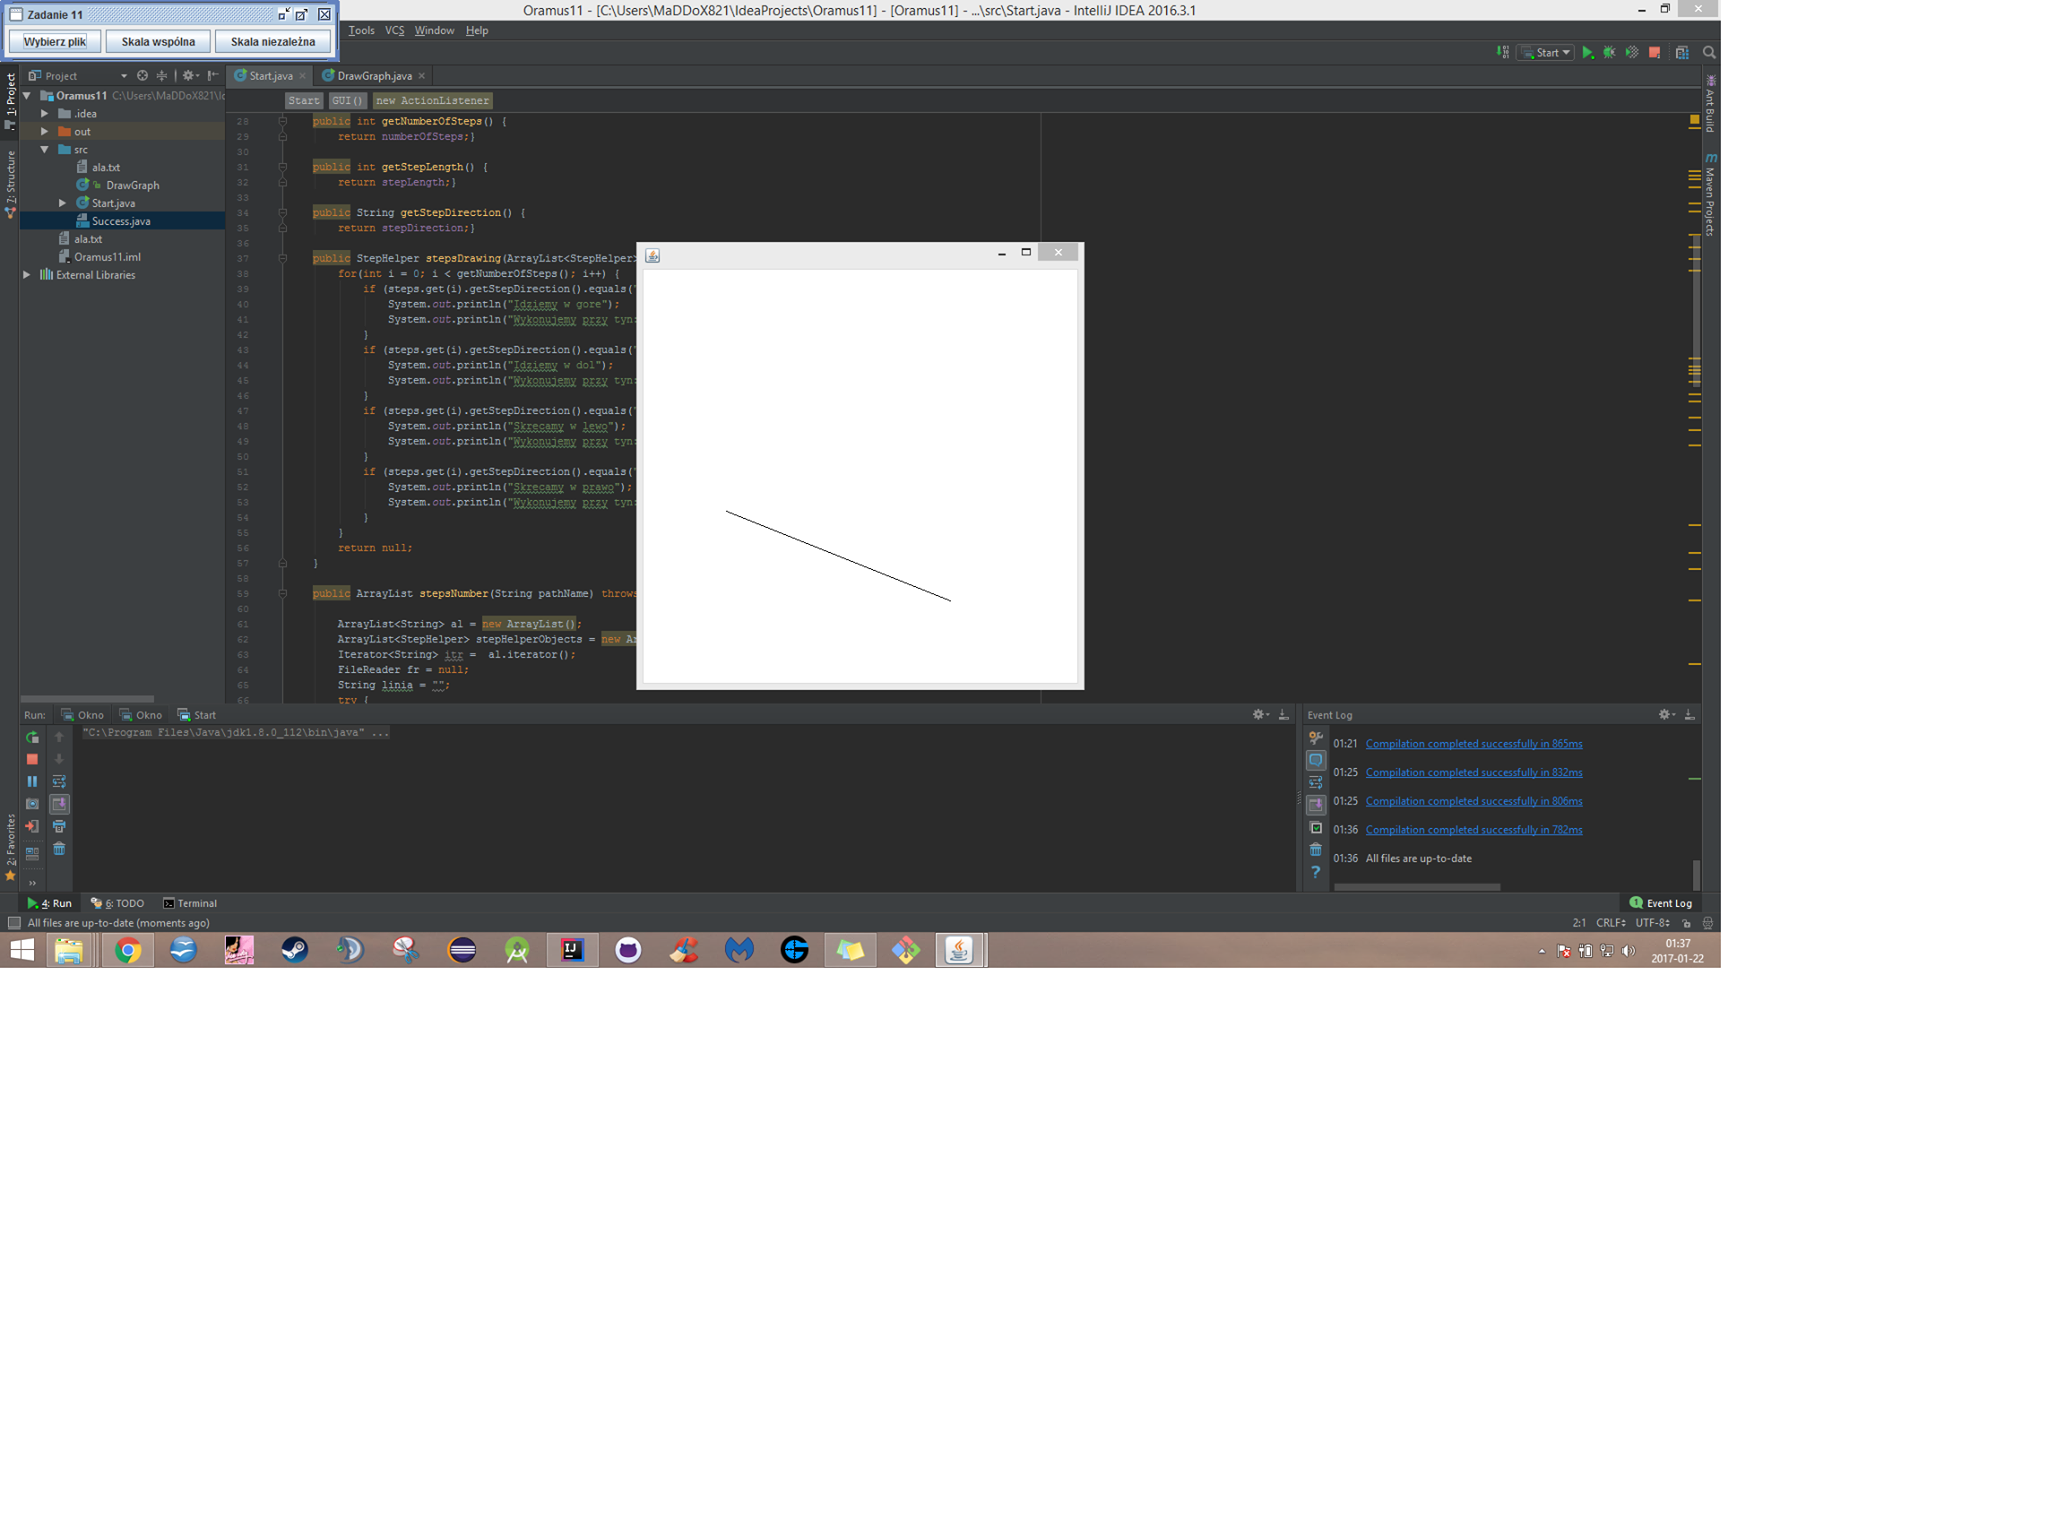 Zadanie 11
Wybierz plik
Skala wspólna
Skala niezależna
Oramus11 - [C:\Users\MaDDoX821\IdeaProjects\Oramus11] - [Oramus11] - ...\src\Start.java - IntelliJ IDEA 2016.3.1
Tools VCS Window Help
Start
Project
Start.java
DrawGraph.java
1: Project
Z: Structure
2: Favorites
Ant Build
Maven Projects
Oramus11 C:\Users\MaDDoX821\Id
.idea
out
src
ala.txt
DrawGraph
Start.java
Success.java
ala.txt
Oramus11.iml
External Libraries
Start GUI() new ActionListener
28 public int getNumberOfSteps() {
29 return numberOfSteps;}
30
31 public int getStepLength() {
32 return stepLength;}
33
34 public String getStepDirection() {
35 return stepDirection;}
36
37 public StepHelper stepsDrawing(ArrayList<StepHelper>
38 for(int i = 0; i < getNumberOfSteps(); i++) {
39 if (steps.get(i).getStepDirection().equals("
40 System.out.println("Idziemy w gore");
41 System.out.println("Wykonujemy przy tym:
42 }
43 if (steps.get(i).getStepDirection().equals("
44 System.out.println("Idziemy w dol");
45 System.out.println("Wykonujemy przy tym:
46 }
47 if (steps.get(i).getStepDirection().equals("
48 System.out.println("Skrecamy w lewo");
49 System.out.println("Wykonujemy przy tym:
50 }
51 if (steps.get(i).getStepDirection().equals("
52 System.out.println("Skrecamy w prawo");
53 System.out.println("Wykonujemy przy tym:
54 }
55 }
56 return null;
57 }
58
59 public ArrayList stepsNumber(String pathName) throws
60
61 ArrayList<String> al = new ArrayList();
62 ArrayList<StepHelper> stepHelperObjects = new Ar
63 Iterator<String> itr = al.iterator();
64 FileReader fr = null;
65 String linia = "";
66 try {
Run: Okno Okno Start
"C:\Program Files\Java\jdk1.8.0_112\bin\java" ...
Event Log
01:21 Compilation completed successfully in 865ms
01:25 Compilation completed successfully in 832ms
01:25 Compilation completed successfully in 806ms
01:36 Compilation completed successfully in 782ms
01:36 All files are up-to-date
4: Run 6: TODO Terminal
1 Event Log
All files are up-to-date (moments ago)
2:1 CRLF UTF-8
IJ
01:37
2017-01-22